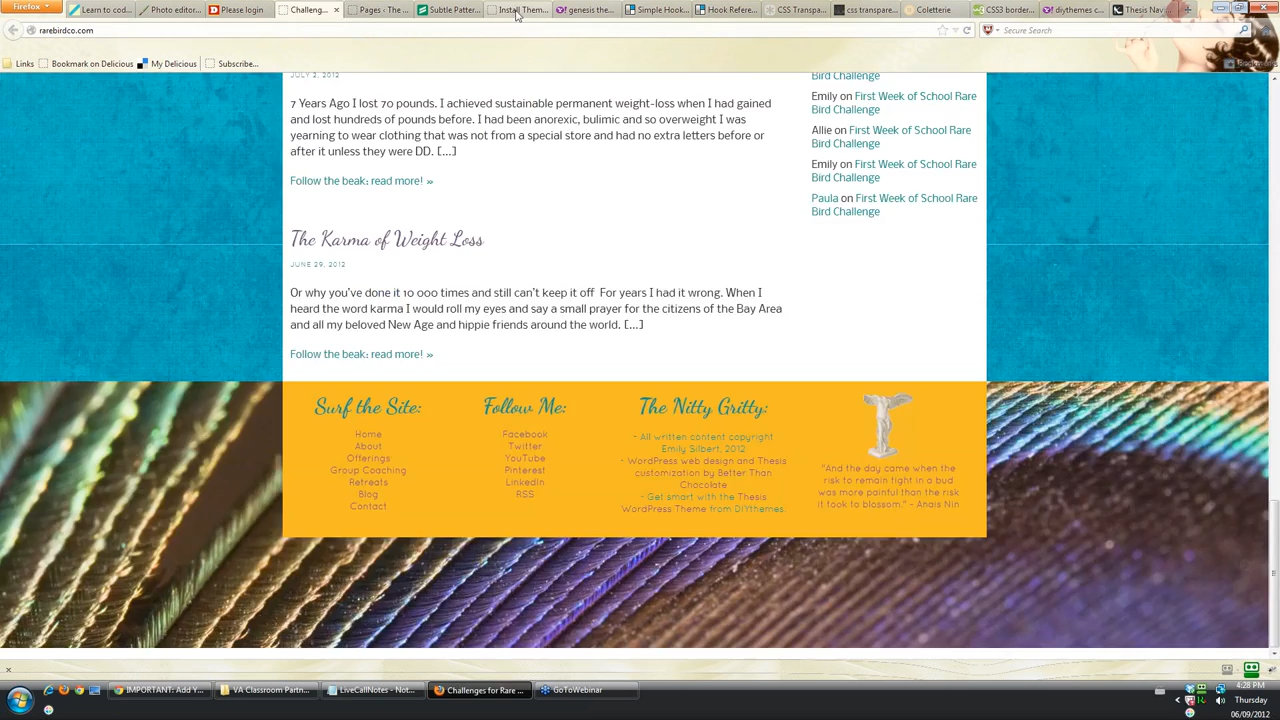 Firefox
Learn to cod...
Photo editor...
Please login
Challeng...
Pages - The ...
Subtle Patter...
Install Them...
genesis the...
Simple Hook...
Hook Refere...
CSS Transpa...
css transpare...
Coletterie
CSS3 border...
diythemes c...
Thesis Nav ...
rarebirdco.com
Secure Search
Links
Bookmark on Delicious
My Delicious
Subscribe...
Bookmarks
JULY 2, 2012
7 Years Ago I lost 70 pounds. I achieved sustainable permanent weight-loss when I had gained
and lost hundreds of pounds before. I had been anorexic, bulimic and so overweight I was
yearning to wear clothing that was not from a special store and had no extra letters before or
after it unless they were DD. [...]
Follow the beak: read more! »
The Karma of Weight Loss
JUNE 29, 2012
Or why you've done it 10 000 times and still can't keep it off  For years I had it wrong. When I
heard the word karma I would roll my eyes and say a small prayer for the citizens of the Bay Area
and all my beloved New Age and hippie friends around the world. [...]
Follow the beak: read more! »
Bird Challenge
Emily on First Week of School Rare
Bird Challenge
Allie on First Week of School Rare
Bird Challenge
Emily on First Week of School Rare
Bird Challenge
Paula on First Week of School Rare
Bird Challenge
Surf the Site:
Home
About
Offerings
Group Coaching
Retreats
Blog
Contact
Follow Me:
Facebook
Twitter
YouTube
Pinterest
LinkedIn
RSS
The Nitty Gritty:
~ All written content copyright
Emily Silbert, 2012
~ WordPress web design and Thesis
customization by Better Than
Chocolate
~ Get smart with the Thesis
WordPress Theme from DIYthemes.
"And the day came when the
risk to remain tight in a bud
was more painful than the risk
it took to blossom." ~ Anais Nin
IMPORTANT: Add Y...
VA Classroom Partn...
LiveCallNotes - Not...
Challenges for Rare ...
GoToWebinar
4:28 PM
Thursday
06/09/2012